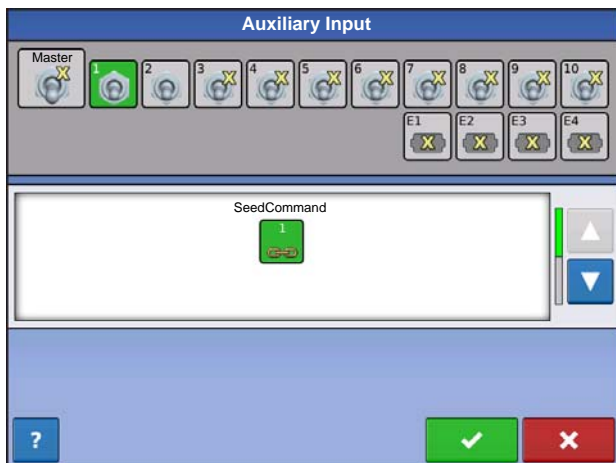 Auxiliary Input
Master
1 2 3 4 5 6 7 8 9 10
E1 E2 E3 E4
SeedCommand
1
?